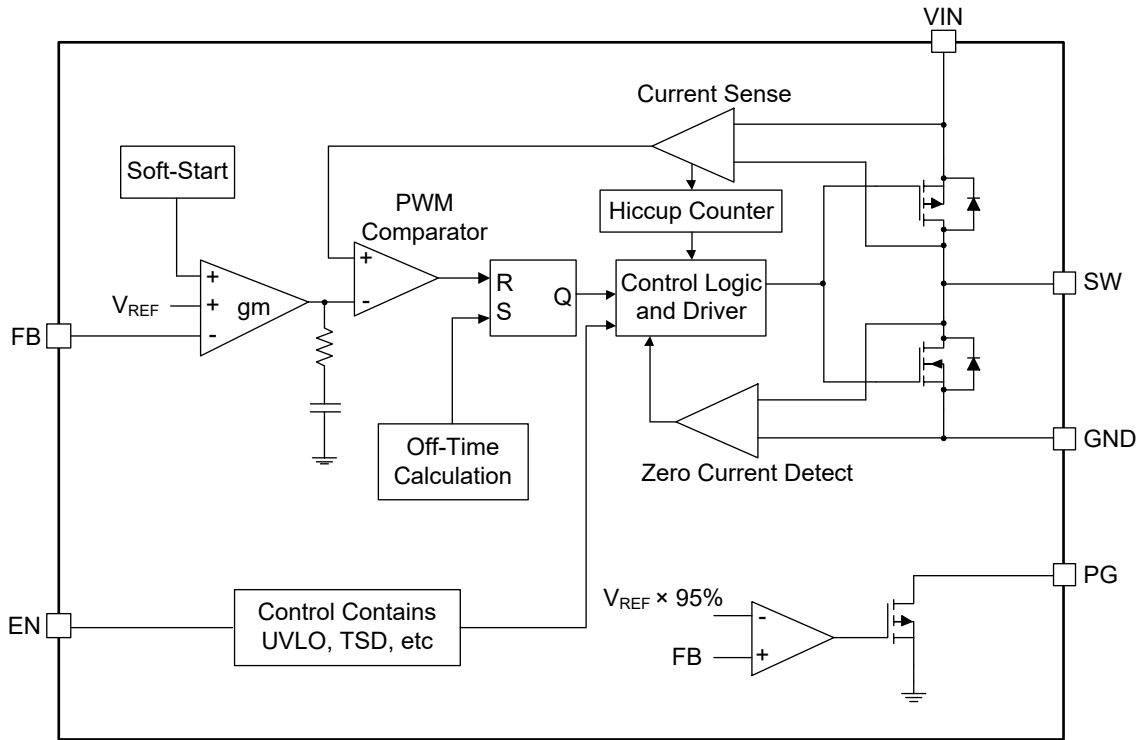 VIN
Current Sense
Soft-Start
Hiccup Counter
PWM
Comparator
+
+
-
gm
VREF
FB
+
-
R
S
Q
Control Logic
and Driver
SW
Off-Time
Calculation
Zero Current Detect
GND
EN
Control Contains
UVLO, TSD, etc
VREF × 95%
FB
-
+
PG